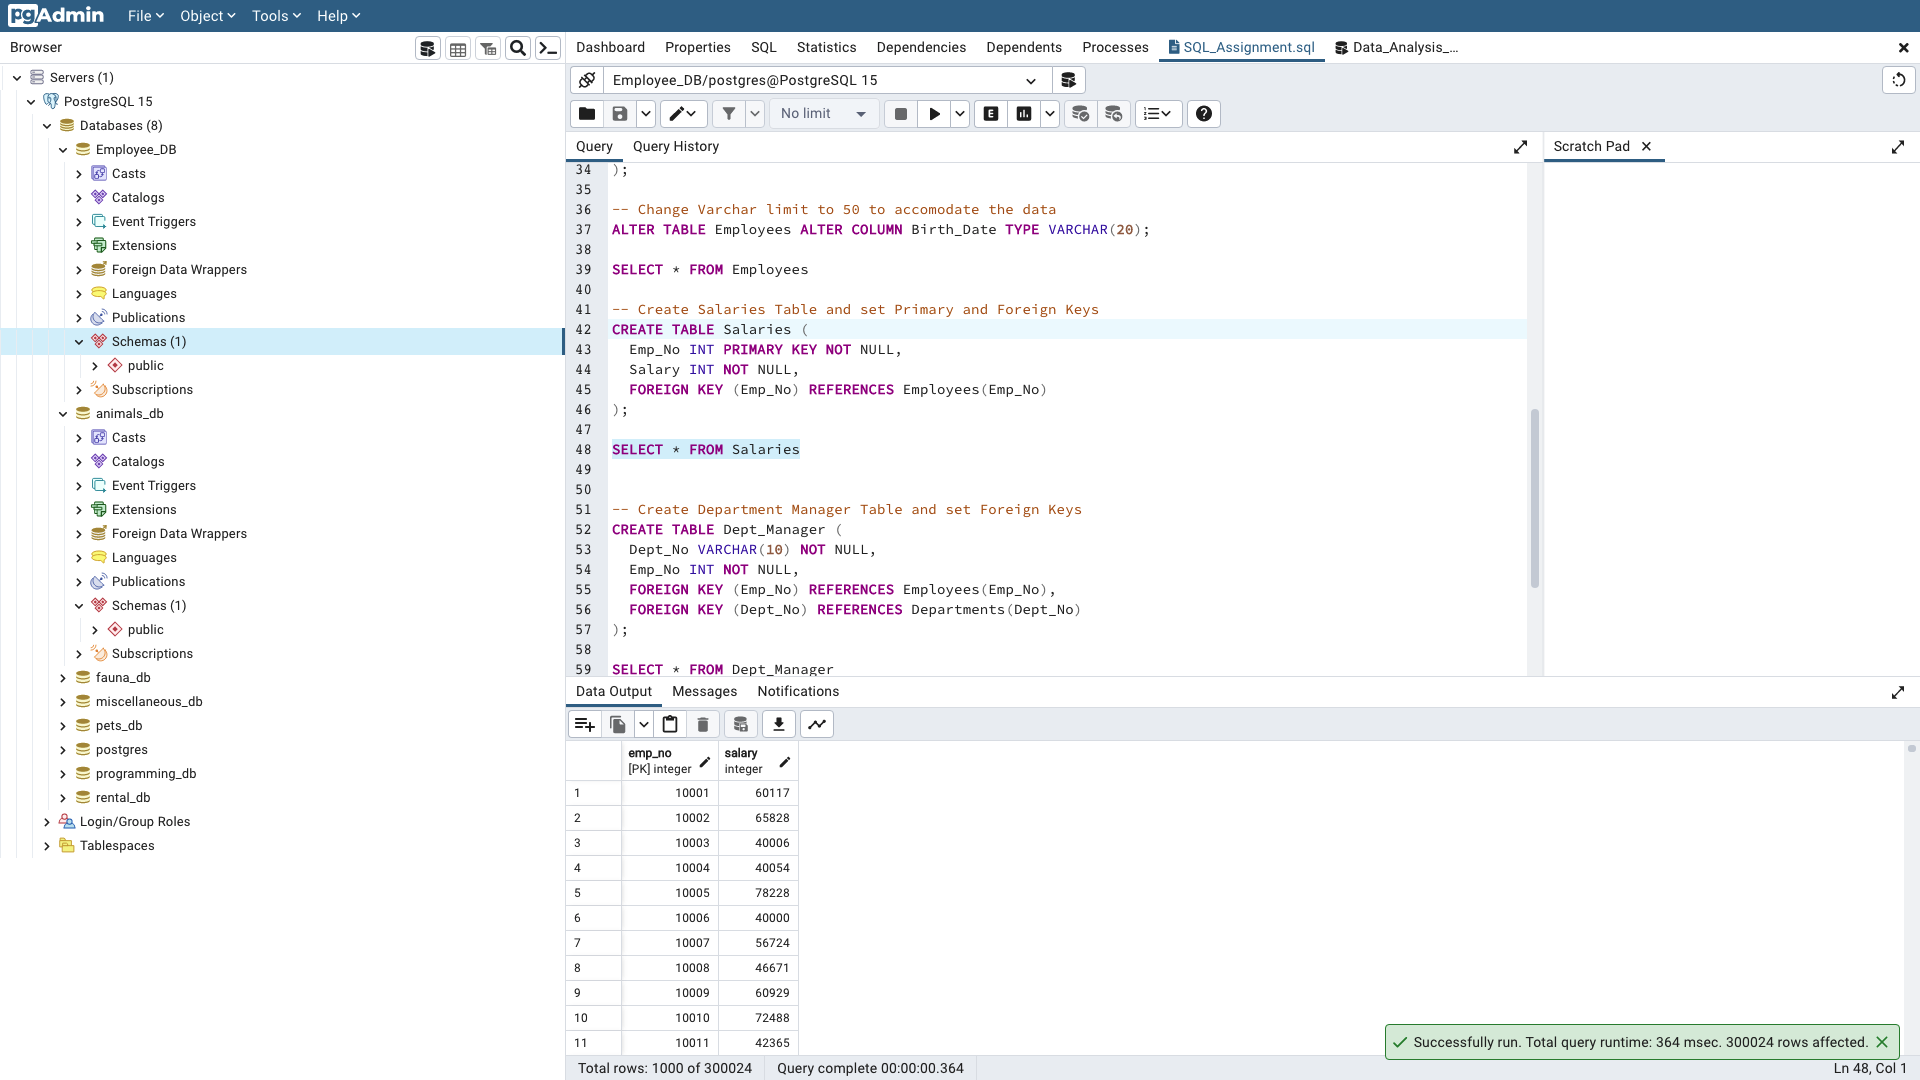 pgAdmin File Object Tools Help
Browser
Servers (1)
PostgreSQL 15
Databases (8)
Employee_DB
Casts
Catalogs
Event Triggers
Extensions
Foreign Data Wrappers
Languages
Publications
Schemas (1)
public
Subscriptions
animals_db
Casts
Catalogs
Event Triggers
Extensions
Foreign Data Wrappers
Languages
Publications
Schemas (1)
public
Subscriptions
fauna_db
miscellaneous_db
pets_db
postgres
programming_db
rental_db
Login/Group Roles
Tablespaces
Dashboard Properties SQL Statistics Dependencies Dependents Processes SQL_Assignment.sql Data_Analysis_...
Employee_DB/postgres@PostgreSQL 15
No limit E
Query Query History
Scratch Pad
34 );
35
36 -- Change Varchar limit to 50 to accomodate the data
37 ALTER TABLE Employees ALTER COLUMN Birth_Date TYPE VARCHAR(20);
38
39 SELECT * FROM Employees
40
41 -- Create Salaries Table and set Primary and Foreign Keys
42 CREATE TABLE Salaries (
43 Emp_No INT PRIMARY KEY NOT NULL,
44 Salary INT NOT NULL,
45 FOREIGN KEY (Emp_No) REFERENCES Employees(Emp_No)
46 );
47
48 SELECT * FROM Salaries
49
50
51 -- Create Department Manager Table and set Foreign Keys
52 CREATE TABLE Dept_Manager (
53 Dept_No VARCHAR(10) NOT NULL,
54 Emp_No INT NOT NULL,
55 FOREIGN KEY (Emp_No) REFERENCES Employees(Emp_No),
56 FOREIGN KEY (Dept_No) REFERENCES Departments(Dept_No)
57 );
58
59 SELECT * FROM Dept_Manager
Data Output Messages Notifications
emp_no salary
[PK] integer integer
1 10001 60117
2 10002 65828
3 10003 40006
4 10004 40054
5 10005 78228
6 10006 40000
7 10007 56724
8 10008 46671
9 10009 60929
10 10010 72488
11 10011 42365
Successfully run. Total query runtime: 364 msec. 300024 rows affected.
Total rows: 1000 of 300024 Query complete 00:00:00.364 Ln 48, Col 1